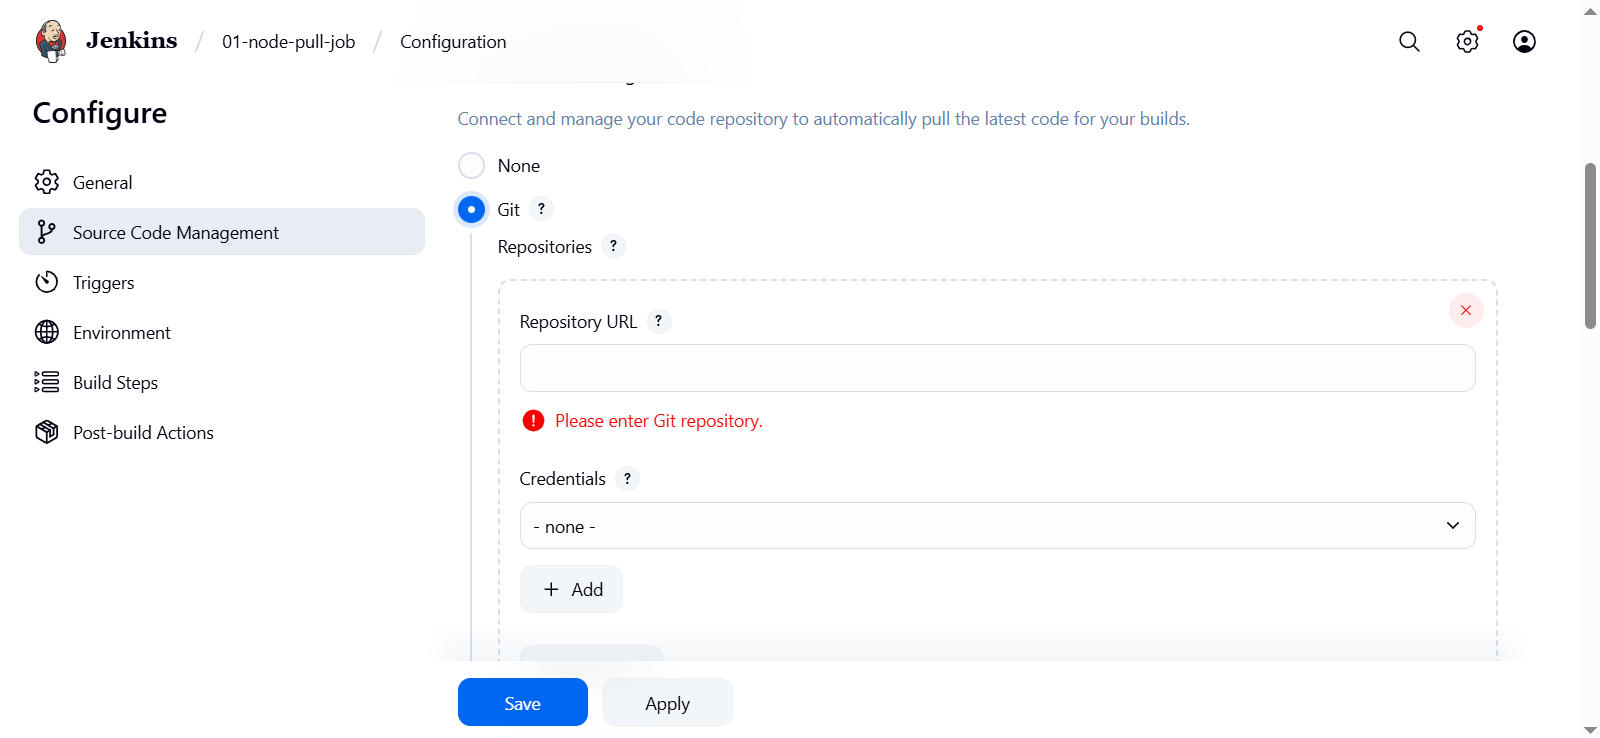 Jenkins / 01-node-pull-job / Configuration
Configure
General
Source Code Management
Triggers
Environment
Build Steps
Post-build Actions
Connect and manage your code repository to automatically pull the latest code for your builds.
None
Git ?
Repositories ?
Repository URL ?
Please enter Git repository.
Credentials ?
- none -
+ Add
Save
Apply